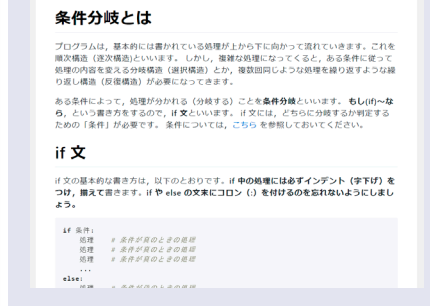 条件分岐とは
プログラムは，基本的には書かれている処理が上から下に向かって流れていきます。これを
順次構造（逐次構造)といいます。 しかし，複雑な処理になってくると，ある条件に従って
処理の内容を変える分岐構造（選択構造）とか，複数回同じような処理を繰り返すような繰
り返し構造（反復構造）が必要になってきます。
ある条件によって，処理が分かれる（分岐する）ことを条件分岐といいます。 もし(if)〜な
ら，という書き方をするので，if 文といいます。 if 文には，どちらに分岐するか判定する
ための「条件」が必要です。 条件については，こちら を参照しておいてください。
if 文
if 文の基本的な書き方は，以下のとおりです。if 中の処理には必ずインデント（字下げ）を
つけ，揃えて書きます。if や else の文末にコロン（:）を付けるのを忘れないようにしまし
ょう。
if 条件:
処理 # 条件が真のときの処理
処理 # 条件が真のときの処理
処理 # 条件が真のときの処理
...
else: